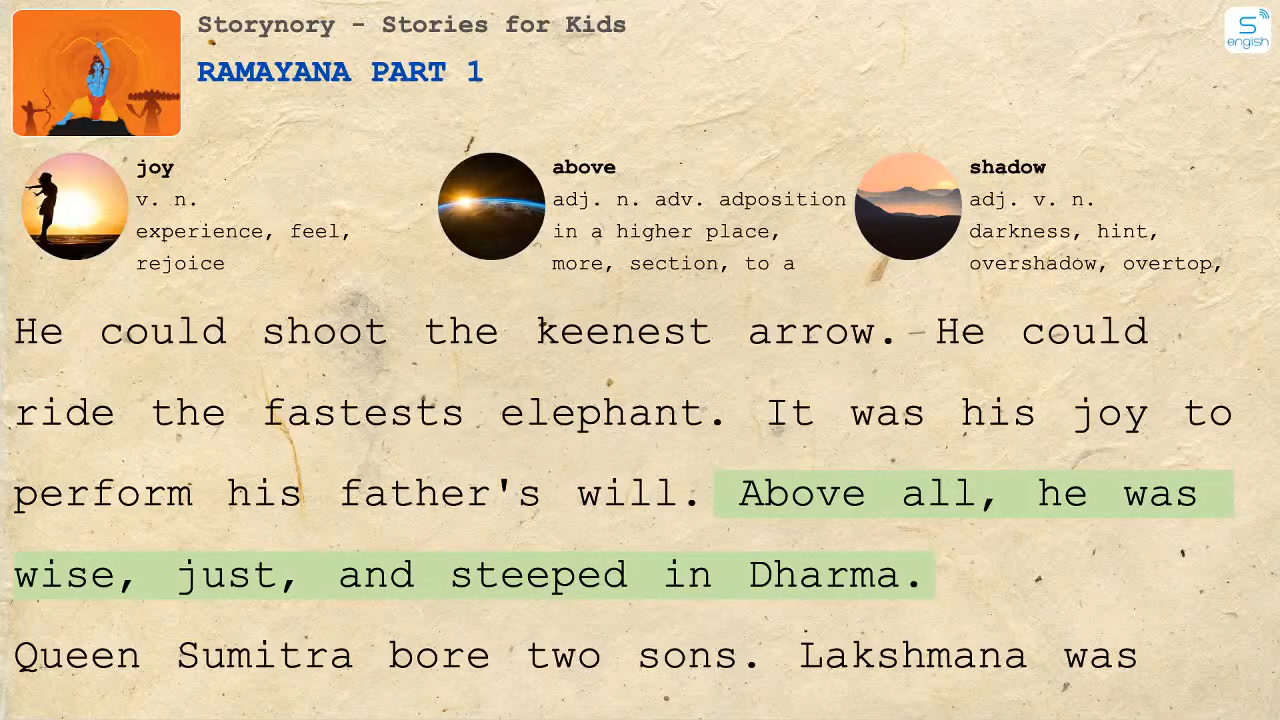 Storynory - Stories for Kids
RAMAYANA PART 1
S
english
joy
v. n.
experience, feel,
rejoice
above
adj. n. adv. adposition
in a higher place,
more, section, to a
shadow
adj. v. n.
darkness, hint,
overshadow, overtop,
He could shoot the keenest arrow. He could
ride the fastests elephant. It was his joy to
perform his father's will. Above all, he was
wise, just, and steeped in Dharma.
Queen Sumitra bore two sons. Lakshmana was